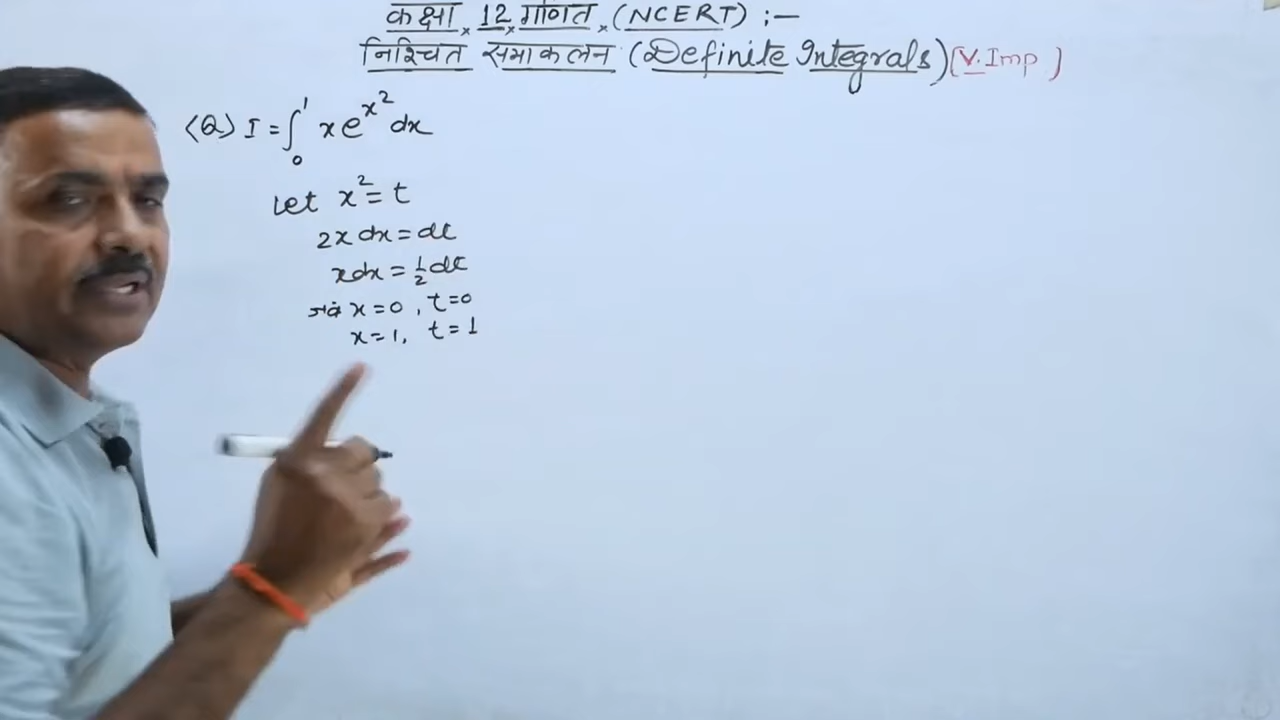 कक्षा 12 गणित (NCERT) :—
निश्चित समाकलन (Definite Integrals) (V. Imp)
<Q> I = ∫₀¹ x e^{x²} dx
Let x² = t
2x dx = dt
x dx = 1/2 dt
जब x = 0, t = 0
x = 1, t = 1